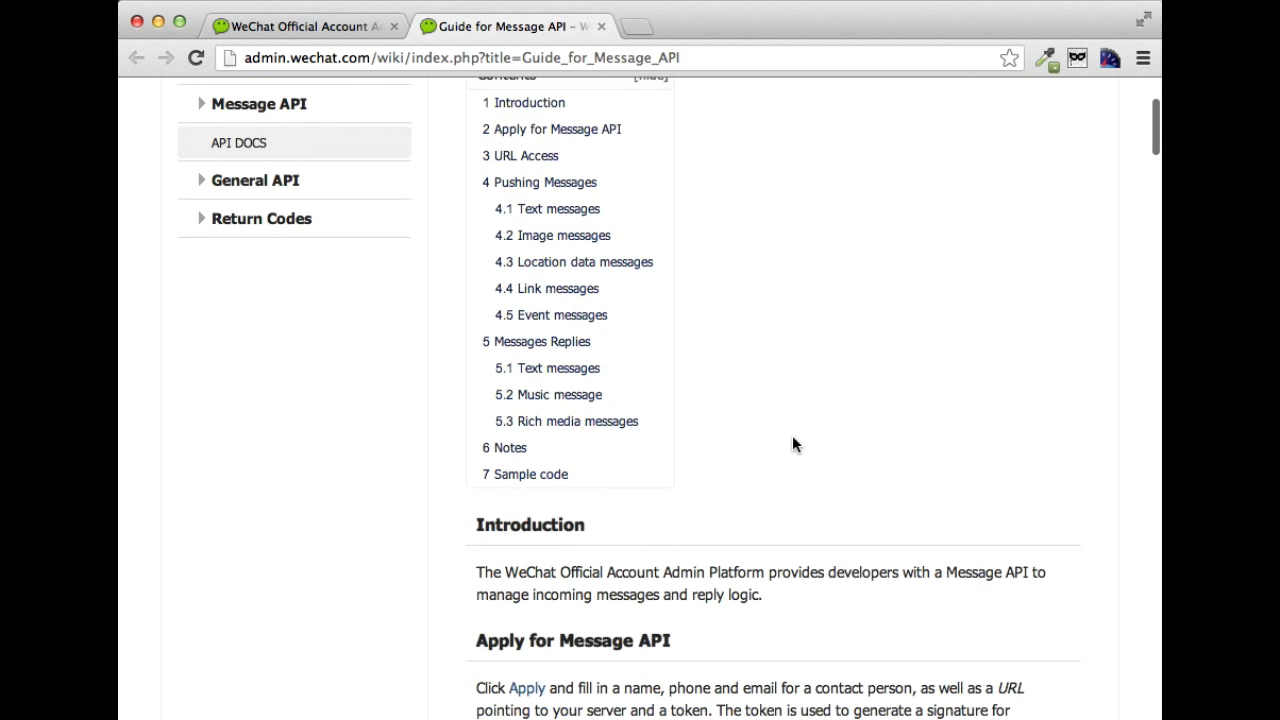 WeChat Official Account A
Guide for Message API – W
admin.wechat.com/wiki/index.php?title=Guide_for_Message_API
Contents [hide]
Message API
API DOCS
General API
Return Codes
1 Introduction
2 Apply for Message API
3 URL Access
4 Pushing Messages
4.1 Text messages
4.2 Image messages
4.3 Location data messages
4.4 Link messages
4.5 Event messages
5 Messages Replies
5.1 Text messages
5.2 Music message
5.3 Rich media messages
6 Notes
7 Sample code
Introduction
The WeChat Official Account Admin Platform provides developers with a Message API to
manage incoming messages and reply logic.
Apply for Message API
Click Apply and fill in a name, phone and email for a contact person, as well as a URL
pointing to your server and a token. The token is used to generate a signature for